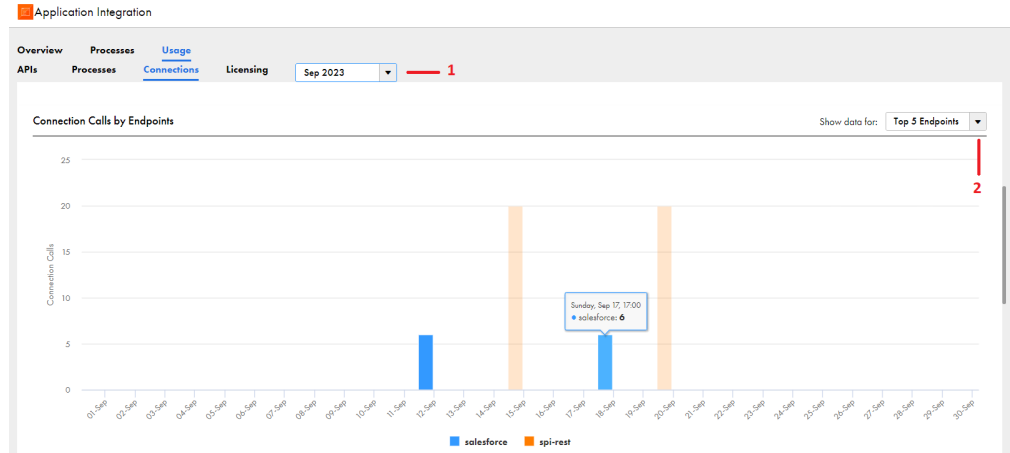 Application Integration
Overview Processes Usage
APIs Processes Connections Licensing Sep 2023 1
Connection Calls by Endpoints Show data for: Top 5 Endpoints
2
25
20
15
10
5
0
Connection Calls
Sunday, Sep 17, 17:00
salesforce: 6
01-Sep 02-Sep 03-Sep 04-Sep 05-Sep 06-Sep 07-Sep 08-Sep 09-Sep 10-Sep 11-Sep 12-Sep 13-Sep 14-Sep 15-Sep 16-Sep 17-Sep 18-Sep 19-Sep 20-Sep 21-Sep 22-Sep 23-Sep 24-Sep 25-Sep 26-Sep 27-Sep 28-Sep 29-Sep 30-Sep
salesforce spi-rest